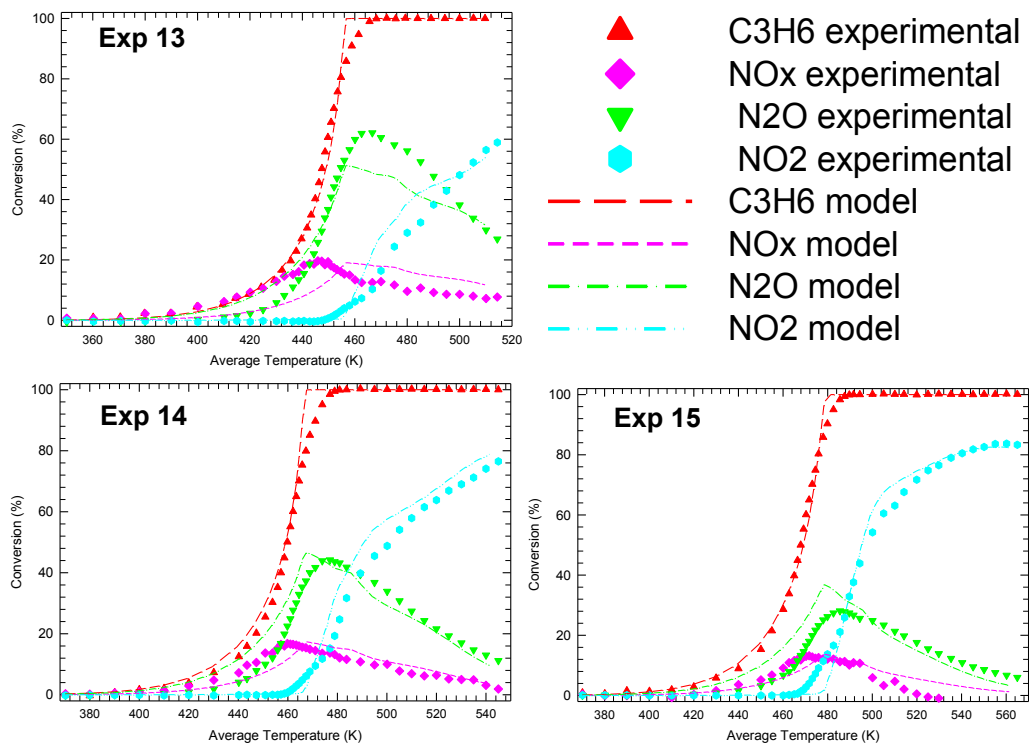 Exp 13
100
80
60
40
20
0
Conversion (%)
360 380 400 420 440 460 480 500 520
Average Temperature (K)
C3H6 experimental
NOx experimental
N2O experimental
NO2 experimental
C3H6 model
NOx model
N2O model
NO2 model
Exp 14
100
80
60
40
20
0
Conversion (%)
380 400 420 440 460 480 500 520 540
Average Temperature (K)
Exp 15
100
80
60
40
20
0
Conversion (%)
380 400 420 440 460 480 500 520 540 560
Average Temperature (K)